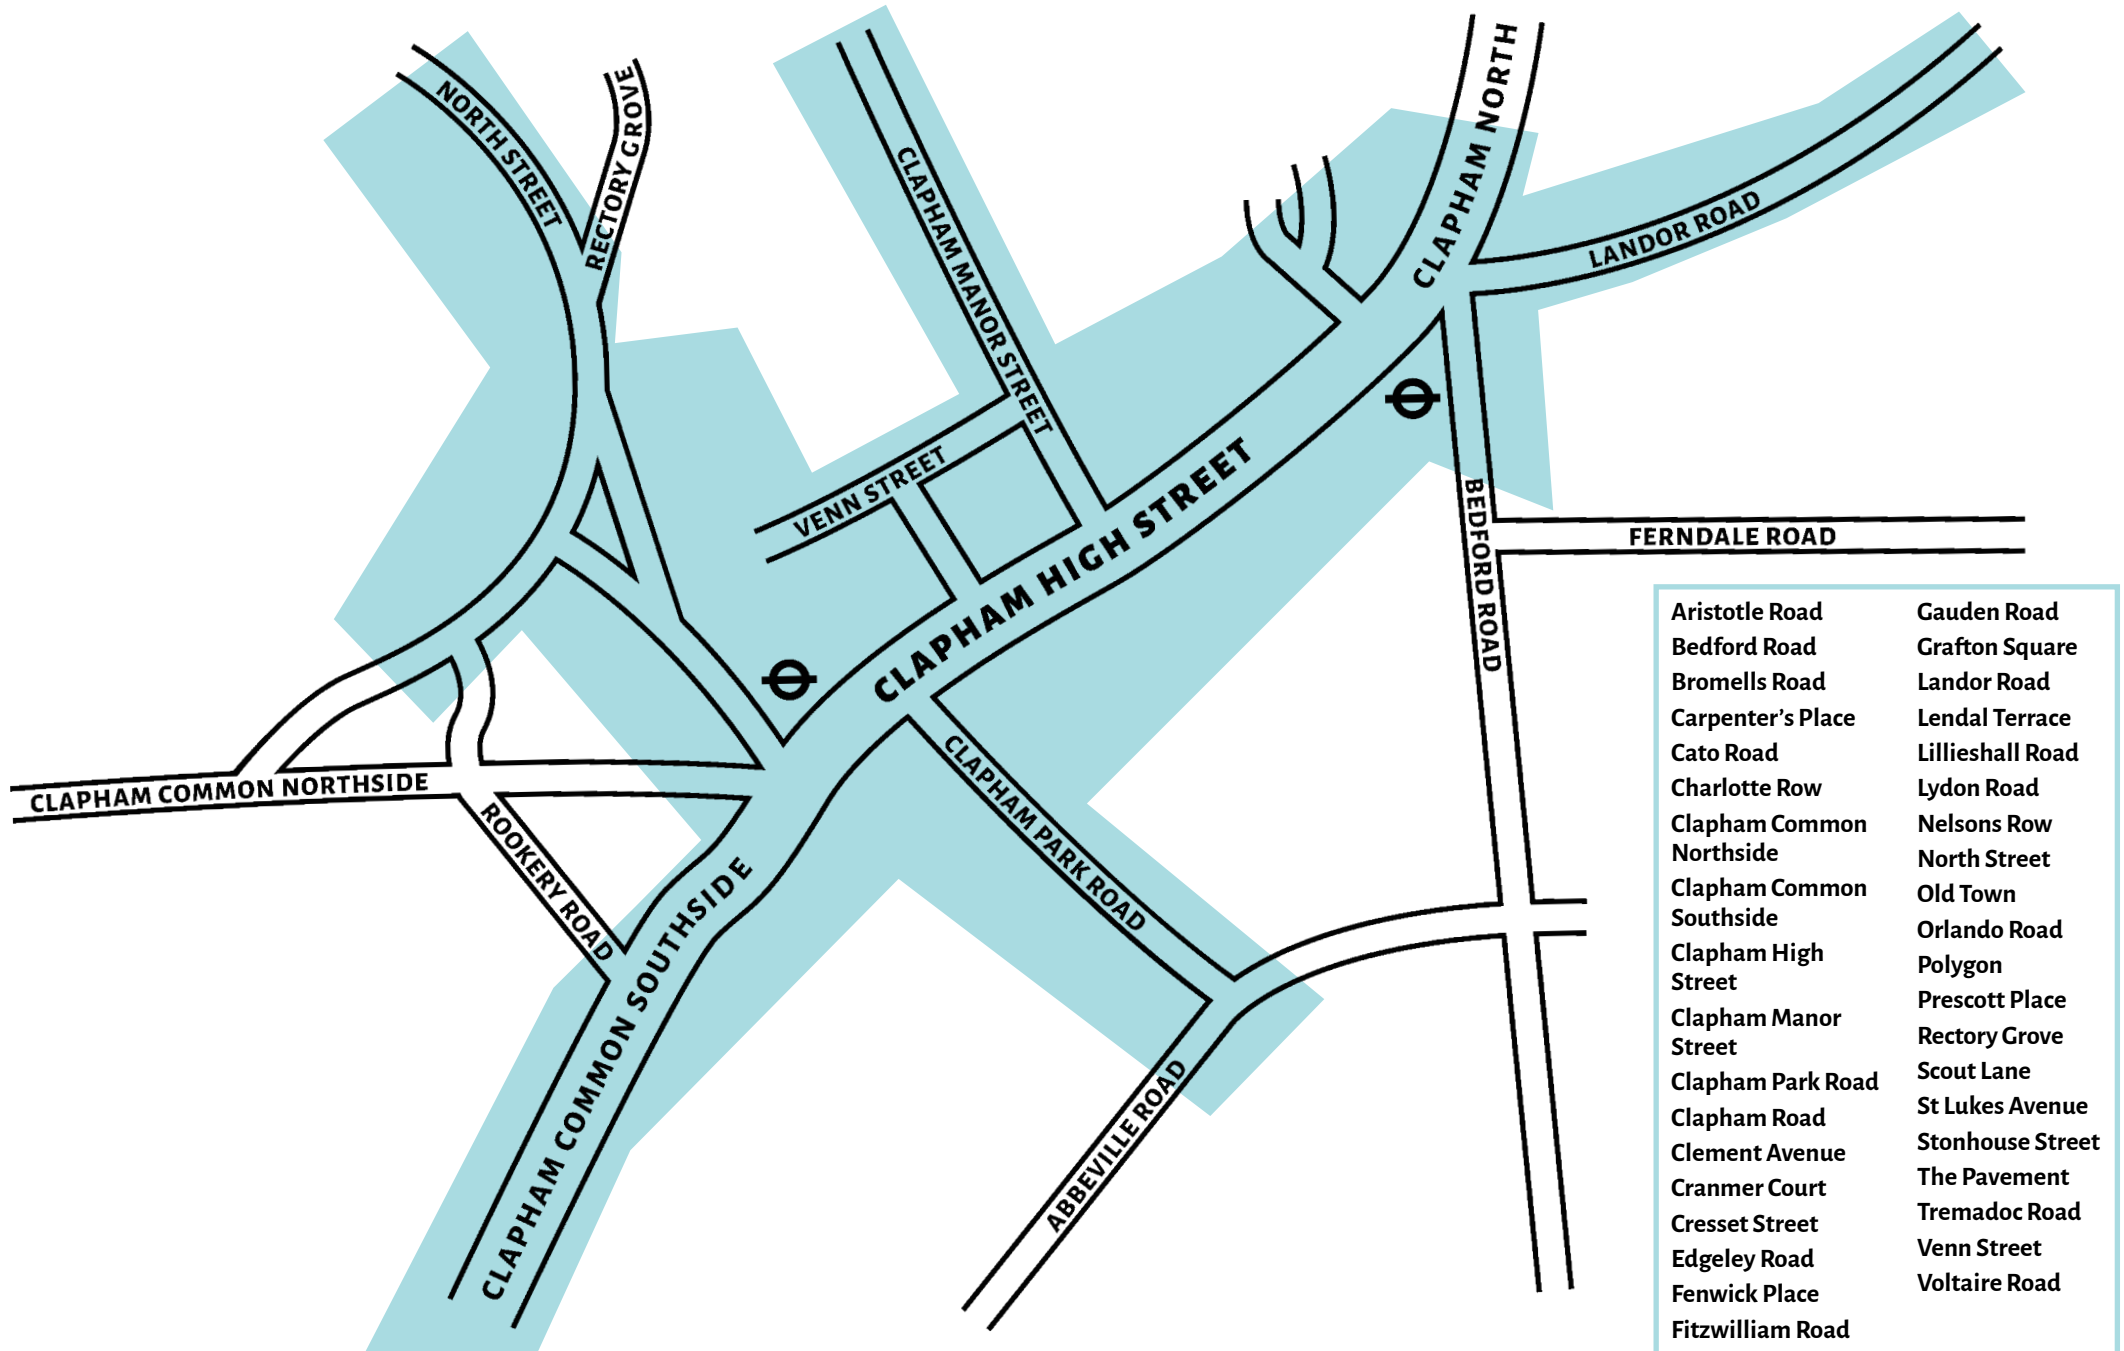 NORTH STREET
RECTORY GROVE
CLAPHAM MANOR STREET
CLAPHAM NORTH
LANDOR ROAD
VENN STREET
CLAPHAM HIGH STREET
BEDFORD ROAD
FERNDALE ROAD
CLAPHAM COMMON NORTHSIDE
ROOKERY ROAD
CLAPHAM PARK ROAD
CLAPHAM COMMON SOUTHSIDE
ABBEVILLE ROAD
Aristotle Road
Bedford Road
Bromells Road
Carpenter's Place
Cato Road
Charlotte Row
Clapham Common
Northside
Clapham Common
Southside
Clapham High
Street
Clapham Manor
Street
Clapham Park Road
Clapham Road
Clement Avenue
Cranmer Court
Cresset Street
Edgeley Road
Fenwick Place
Fitzwilliam Road
Gauden Road
Grafton Square
Landor Road
Lendal Terrace
Lillieshall Road
Lydon Road
Nelsons Row
North Street
Old Town
Orlando Road
Polygon
Prescott Place
Rectory Grove
Scout Lane
St Lukes Avenue
Stonhouse Street
The Pavement
Tremadoc Road
Venn Street
Voltaire Road